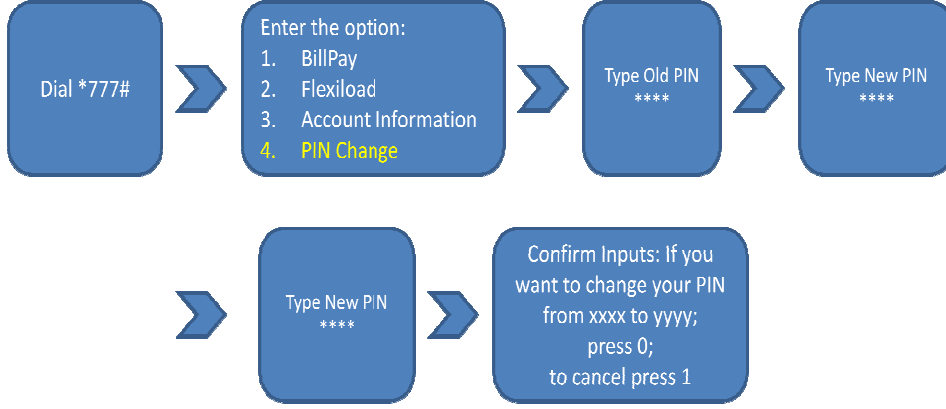 Dial *777#
Enter the option:
1. BillPay
2. Flexiload
3. Account Information
4. PIN Change
Type Old PIN
****
Type New PIN
****
Type New PIN
****
Confirm Inputs: If you
want to change your PIN
from xxxx to yyyy;
press 0;
to cancel press 1